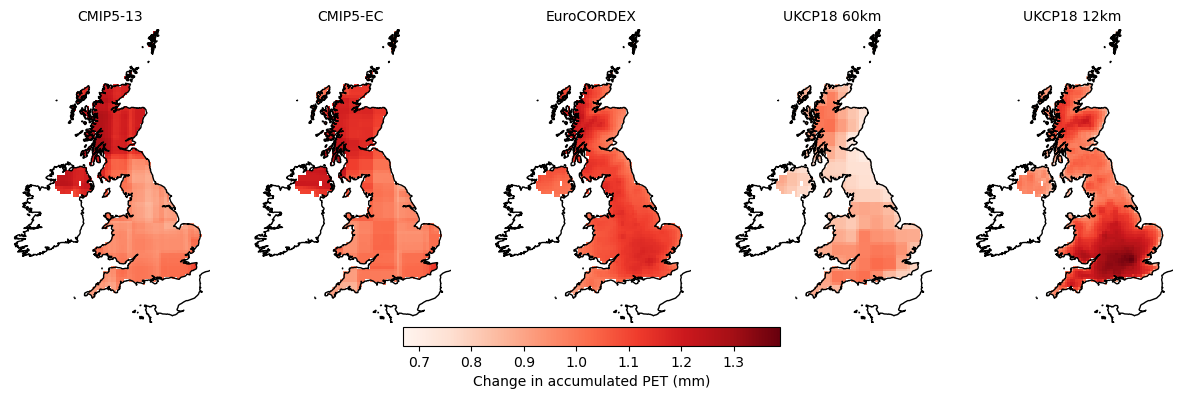 CMIP5-13 CMIP5-EC EuroCORDEX UKCP18 60km UKCP18 12km
0.7 0.8 0.9 1.0 1.1 1.2 1.3
Change in accumulated PET (mm)